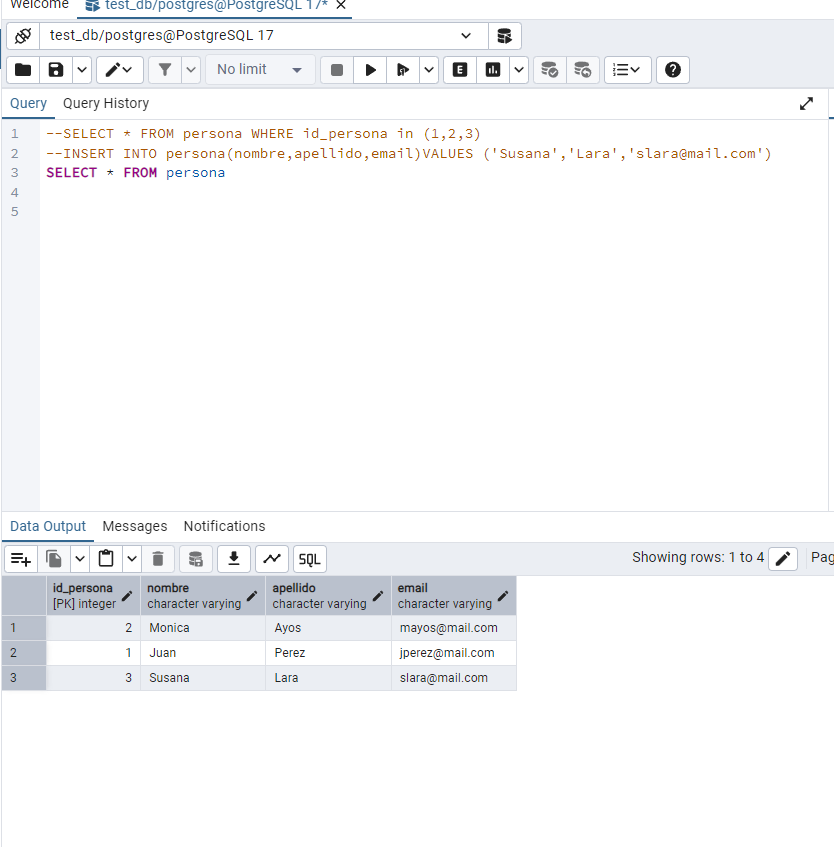 Welcome
test_db/postgres@PostgreSQL 17*
test_db/postgres@PostgreSQL 17
No limit
E
Query Query History
1 --SELECT * FROM persona WHERE id_persona in (1,2,3)
2 --INSERT INTO persona(nombre,apellido,email)VALUES ('Susana','Lara','slara@mail.com')
3 SELECT * FROM persona
4
5
Data Output Messages Notifications
SQL
Showing rows: 1 to 4
Pag
id_persona nombre apellido email
[PK] integer character varying character varying character varying
1 2 Monica Ayos mayos@mail.com
2 1 Juan Perez jperez@mail.com
3 3 Susana Lara slara@mail.com